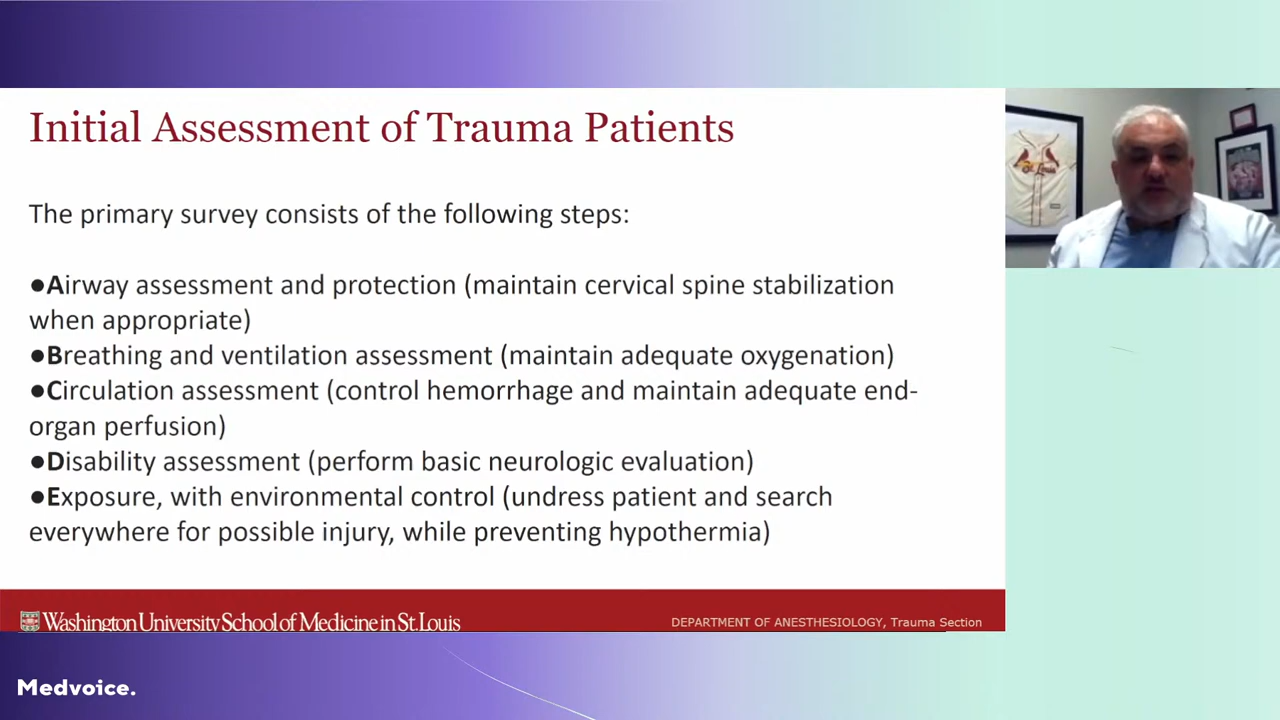 Initial Assessment of Trauma Patients
The primary survey consists of the following steps:
●Airway assessment and protection (maintain cervical spine stabilization
when appropriate)
●Breathing and ventilation assessment (maintain adequate oxygenation)
●Circulation assessment (control hemorrhage and maintain adequate end-
organ perfusion)
●Disability assessment (perform basic neurologic evaluation)
●Exposure, with environmental control (undress patient and search
everywhere for possible injury, while preventing hypothermia)
Washington University School of Medicine in St. Louis
DEPARTMENT OF ANESTHESIOLOGY, Trauma Section
St. Louis
Medvoice.